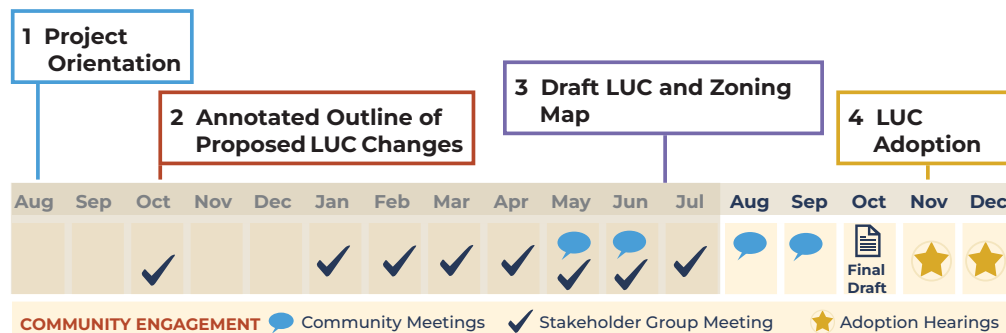 1 Project
Orientation
2 Annotated Outline of
Proposed LUC Changes
3 Draft LUC and Zoning
Map
4 LUC
Adoption
Aug Sep Oct Nov Dec Jan Feb Mar Apr May Jun Jul Aug Sep Oct Nov Dec
Final
Draft
COMMUNITY ENGAGEMENT Community Meetings Stakeholder Group Meeting Adoption Hearings